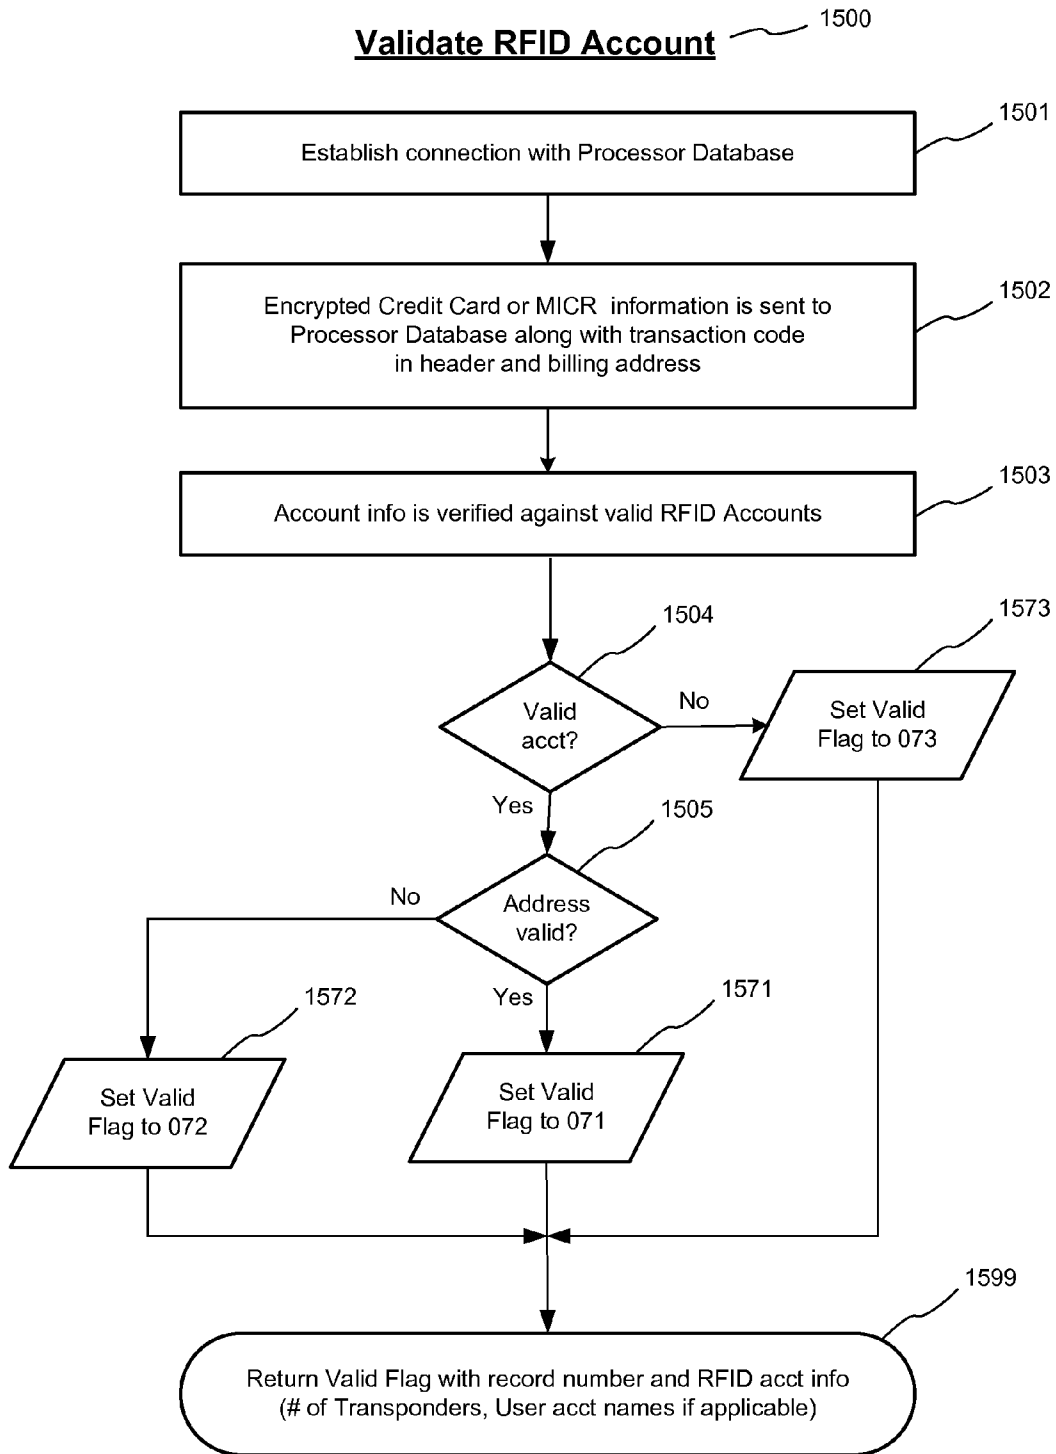 Validate RFID Account
1500
1501
Establish connection with Processor Database
1502
Encrypted Credit Card or MICR information is sent to
Processor Database along with transaction code
in header and billing address
1503
Account info is verified against valid RFID Accounts
1504
1573
Valid
acct?
No
Set Valid
Flag to 073
Yes
1505
No
Address
valid?
1572
Yes
1571
Set Valid
Flag to 072
Set Valid
Flag to 071
1599
Return Valid Flag with record number and RFID acct info
(# of Transponders, User acct names if applicable)